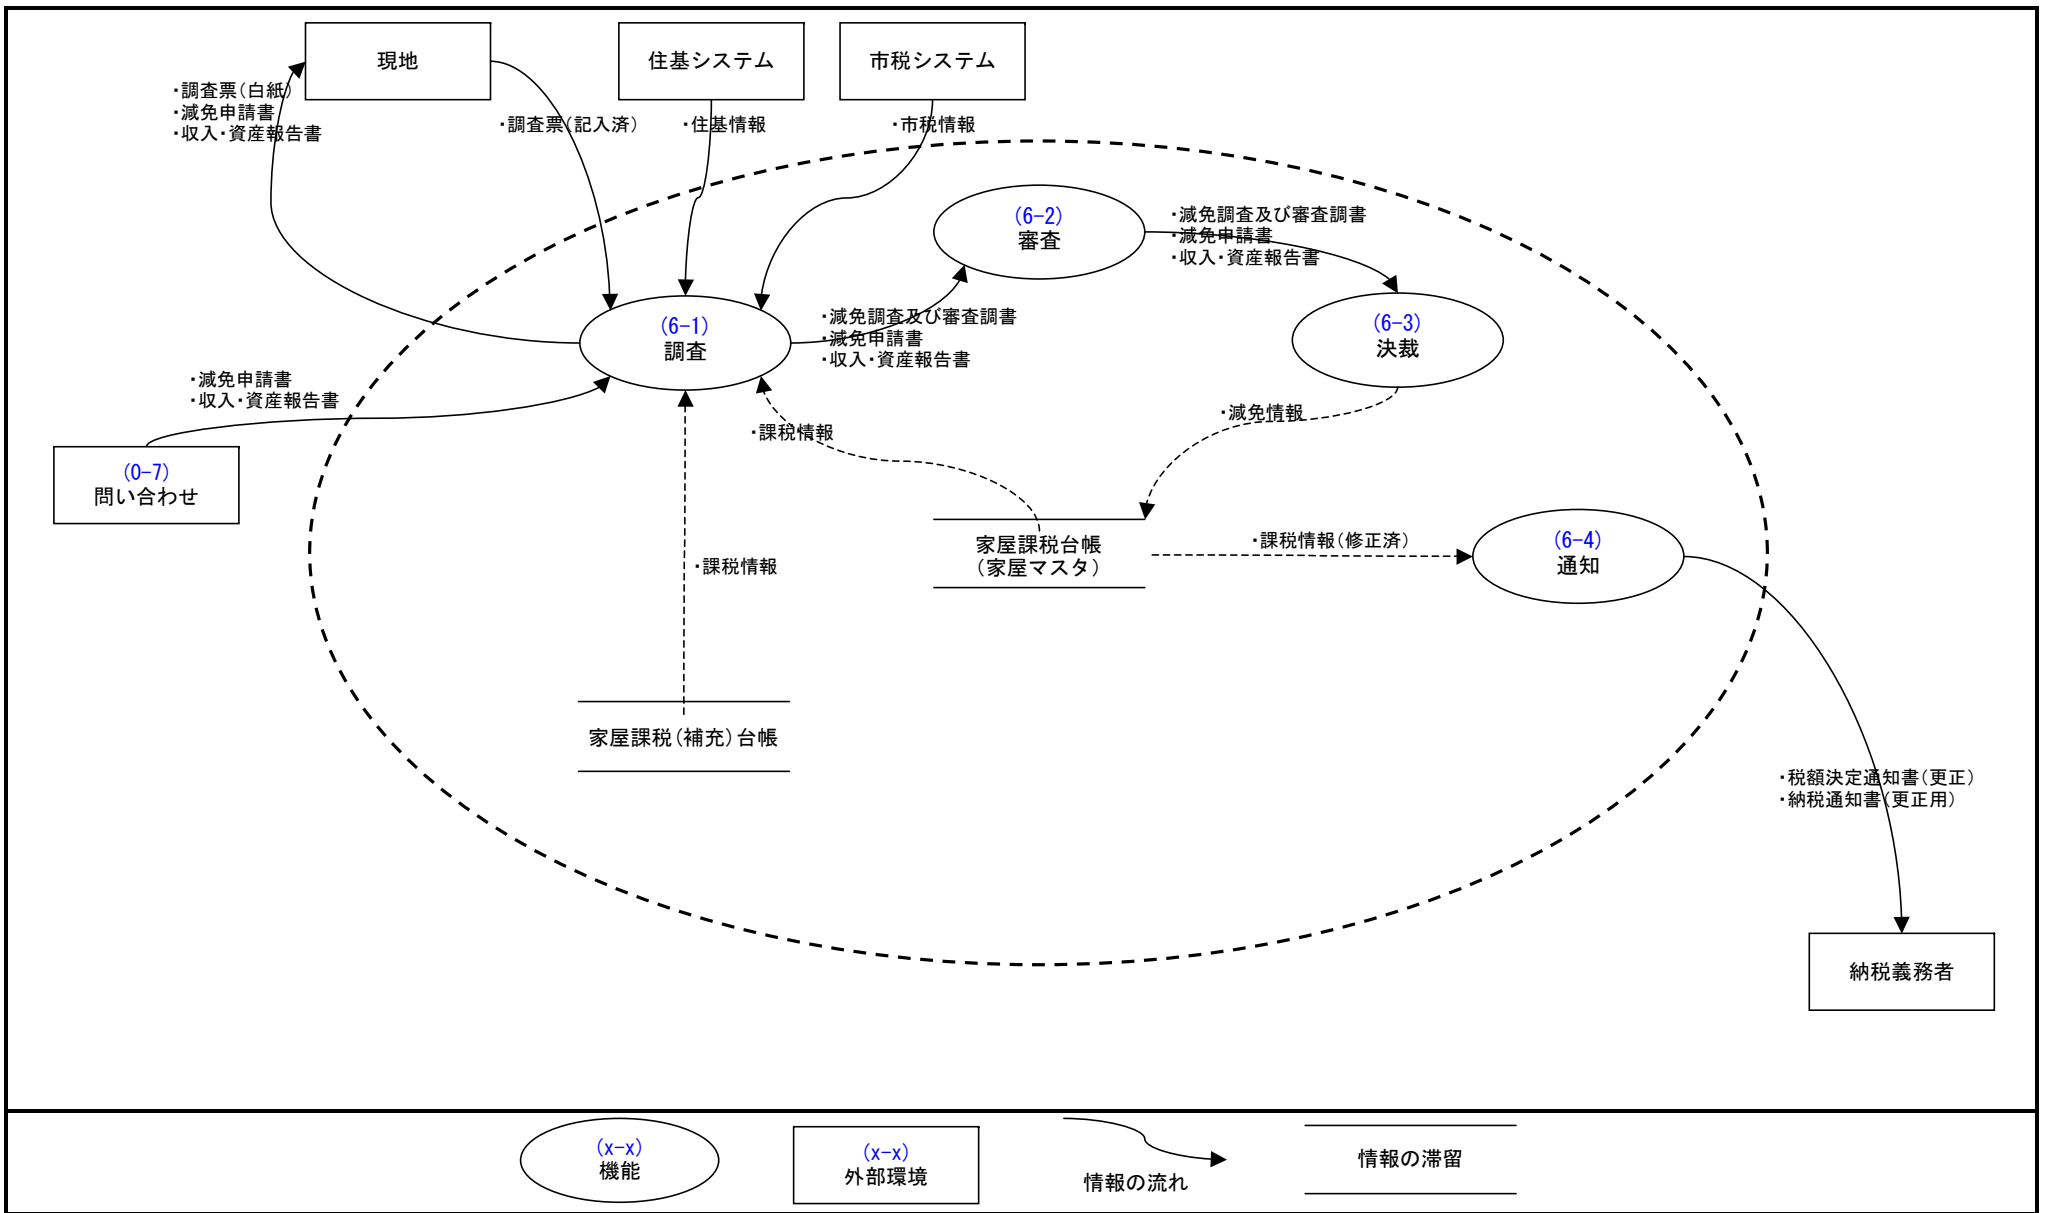 現地
住基システム
市税システム
・調査票(白紙)
・減免申請書
・収入・資産報告書
・調査票(記入済)
・住基情報
・市税情報
(6-2)
審査
・減免調査及び審査調書
・減免申請書
・収入・資産報告書
(6-1)
調査
・減免調査及び審査調書
・減免申請書
・収入・資産報告書
(6-3)
決裁
・減免申請書
・収入・資産報告書
・減免情報
・課税情報
(0-7)
問い合わせ
家屋課税台帳
(家屋マスタ)
・課税情報(修正済)
(6-4)
通知
・課税情報
家屋課税(補充)台帳
・税額決定通知書(更正)
・納税通知書(更正用)
納税義務者
(x-x)
機能
(x-x)
外部環境
情報の流れ
情報の滞留